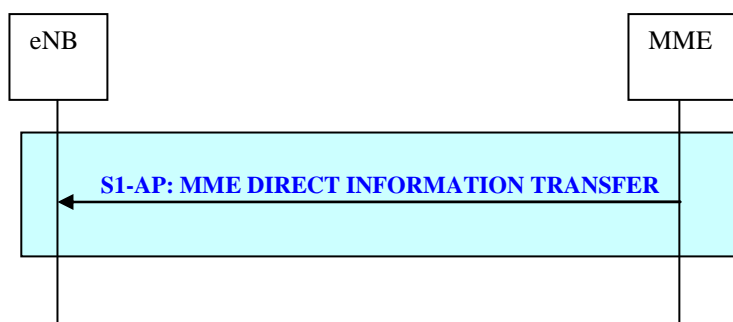 eNB
MME
S1-AP: MME DIRECT INFORMATION TRANSFER